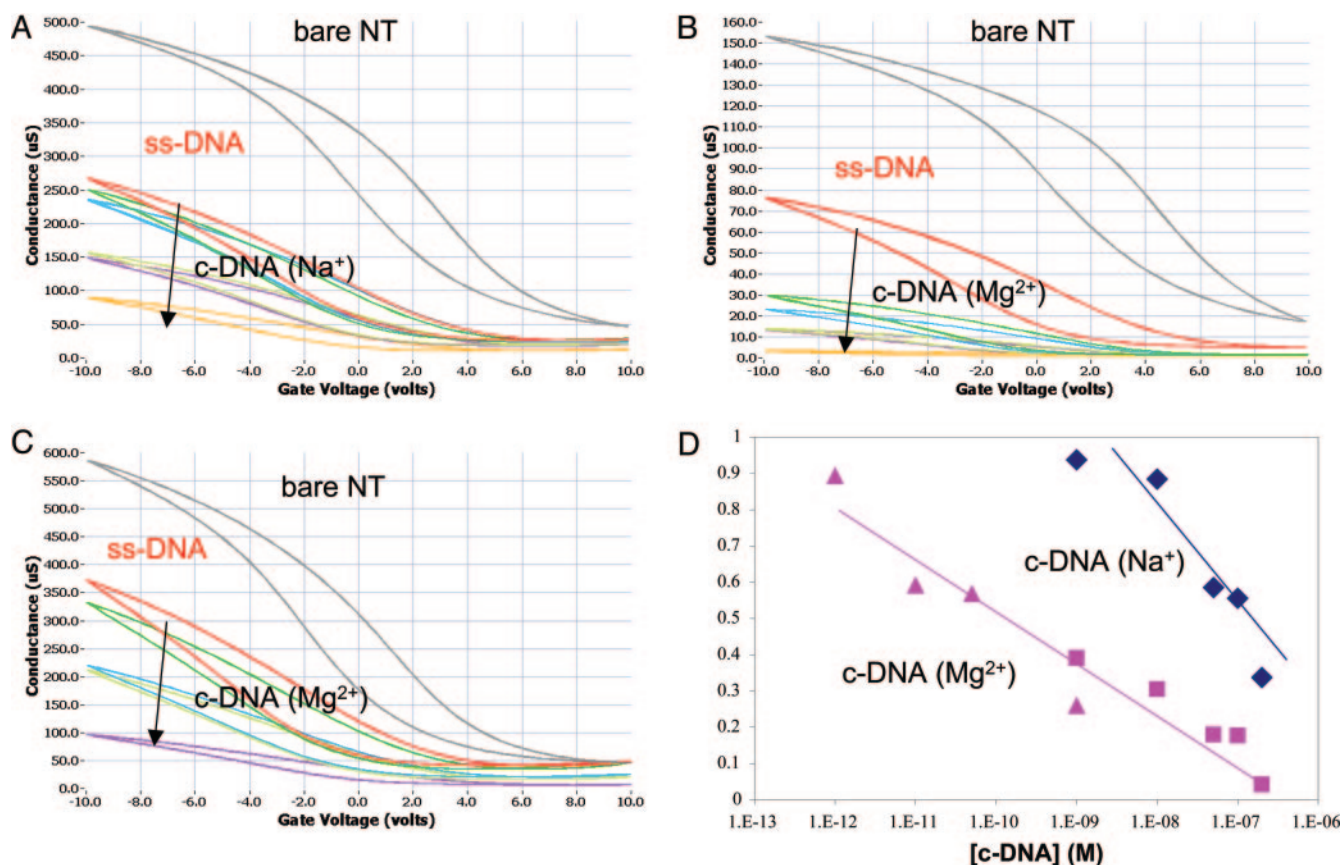 A
bare NT
500.0
450.0
400.0
350.0
300.0
250.0
200.0
150.0
100.0
50.0
0.0
Conductance (uS)
ss-DNA
c-DNA (Na⁺)
-10.0 -8.0 -6.0 -4.0 -2.0 0.0 2.0 4.0 6.0 8.0 10.0
Gate Voltage (volts)
B
bare NT
160.0
150.0
140.0
130.0
120.0
110.0
100.0
90.0
80.0
70.0
60.0
50.0
40.0
30.0
20.0
10.0
0.0
Conductance (uS)
ss-DNA
c-DNA (Mg²⁺)
-10.0 -8.0 -6.0 -4.0 -2.0 0.0 2.0 4.0 6.0 8.0 10.0
Gate Voltage (volts)
C
bare NT
600.0
550.0
500.0
450.0
400.0
350.0
300.0
250.0
200.0
150.0
100.0
50.0
0.0
Conductance (uS)
ss-DNA
c-DNA (Mg²⁺)
-10.0 -8.0 -6.0 -4.0 -2.0 0.0 2.0 4.0 6.0 8.0 10.0
Gate Voltage (volts)
D
1
0.9
0.8
0.7
0.6
0.5
0.4
0.3
0.2
0.1
0
c-DNA (Na⁺)
c-DNA (Mg²⁺)
1.E-13 1.E-12 1.E-11 1.E-10 1.E-09 1.E-08 1.E-07 1.E-06
[c-DNA] (M)